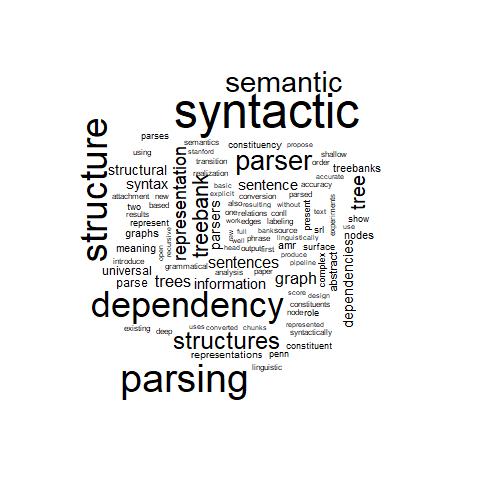 semantic
syntactic
structure
parses
semantics
constituency
propose
using
stanford
transition
parser
shallow
order
structural
representation
realization
treebanks
syntax
basic
sentence
accuracy
accurate
tree
explicit
conversion
parsed
attachment
new
treebank
parsers
also
resulting
without
present
experiments
two
based
one
relations
conll
text
show
results
work
edges
labeling
use
represent
raw
full
bank
source
srl
nodes
graphs
well
phrase
linguistically
meaning
open
recursive
head
output
first
amr
surface
dependencies
introduce
grammatical
sentences
produce
complex
abstract
universal
analysis
paper
pipeline
parse
trees
information
graph
dependency
score
design
constituents
node
role
existing
deep
uses
converted
chunks
represented
syntactically
structures
constituent
representations
penn
parsing
linguistic